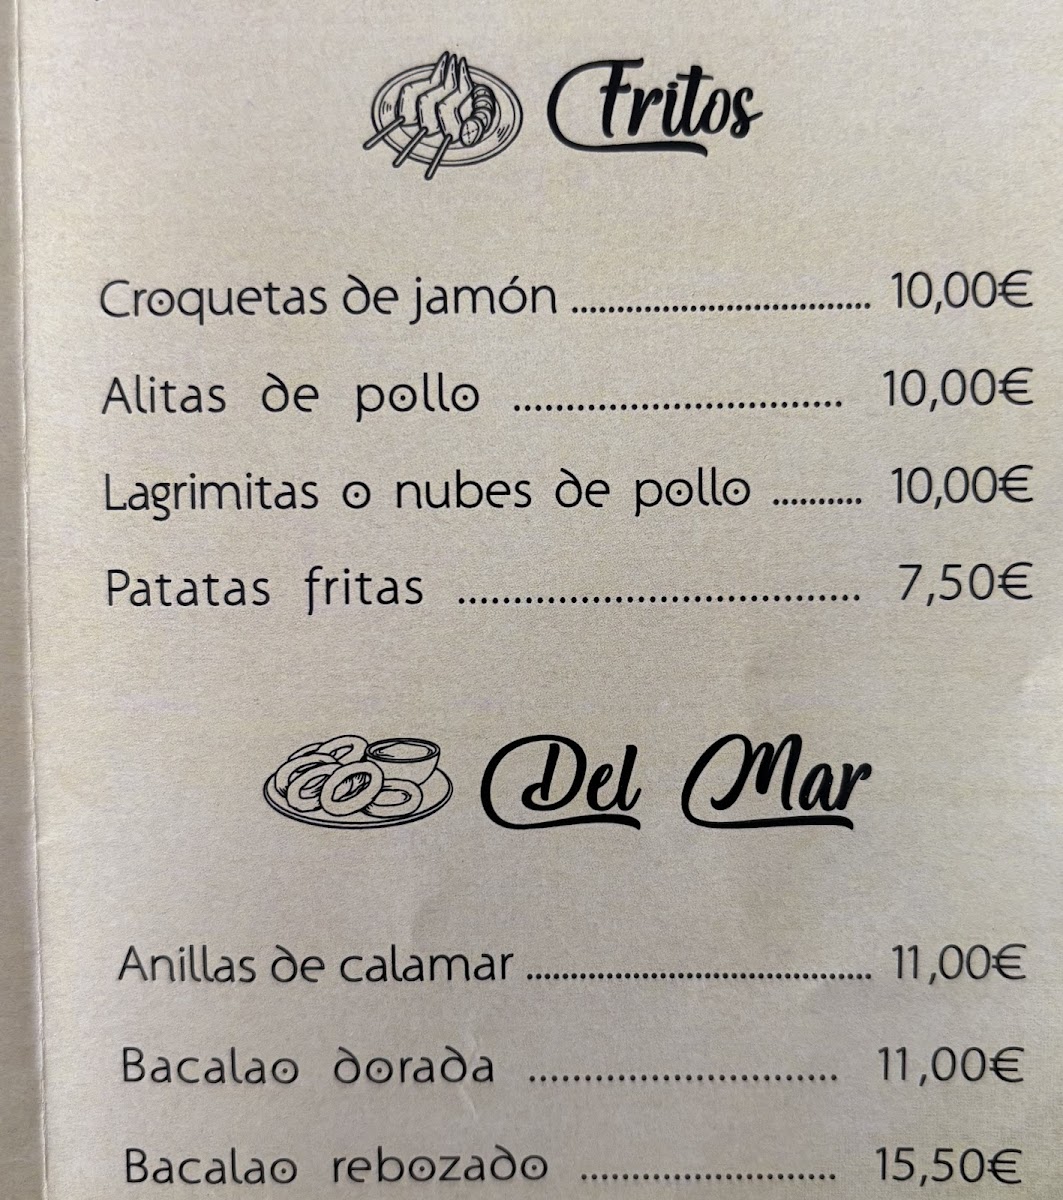 Fritos
Croquetas de jamón ................................ 10,00€
Alitas de pollo ............................... 10,00€
Lagrimitas o nubes de pollo .......... 10,00€
Patatas fritas ..................................... 7,50€
Del Mar
Anillas de calamar ..................................... 11,00€
Bacalao dorada ............................. 11,00€
Bacalao rebozado ........................ 15,50€